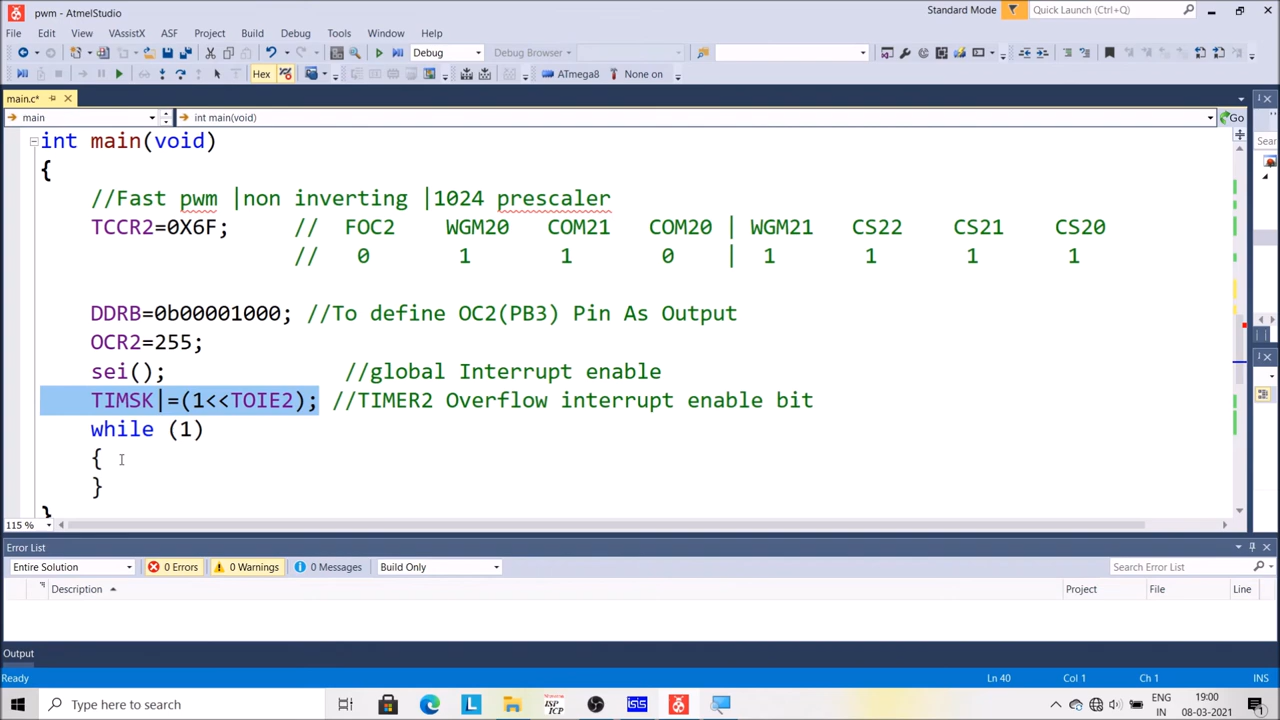 pwm - AtmelStudio
Standard Mode
Quick Launch (Ctrl+Q)
File Edit View VAssistX ASF Project Build Debug Tools Window Help
Debug Debug Browser
Hex ATmega8 None on
main.c*
main int main(void) Go
Sear
int main(void)
{
//Fast pwm |non inverting |1024 prescaler
TCCR2=0X6F; // FOC2 WGM20 COM21 COM20 | WGM21 CS22 CS21 CS20
// 0 1 1 0 | 1 1 1 1
DDRB=0b00001000; //To define OC2(PB3) Pin As Output
OCR2=255;
sei(); //global Interrupt enable
TIMSK|=(1<<TOIE2); //TIMER2 Overflow interrupt enable bit
while (1)
{
}
}
115 %
Error List
Entire Solution 0 Errors 0 Warnings 0 Messages Build Only Search Error List
Description Project File Line
Output
Ready Ln 40 Col 1 Ch 1 INS
Type here to search
L
ISP
TCP
isis
ENG
IN
19:00
08-03-2021
1